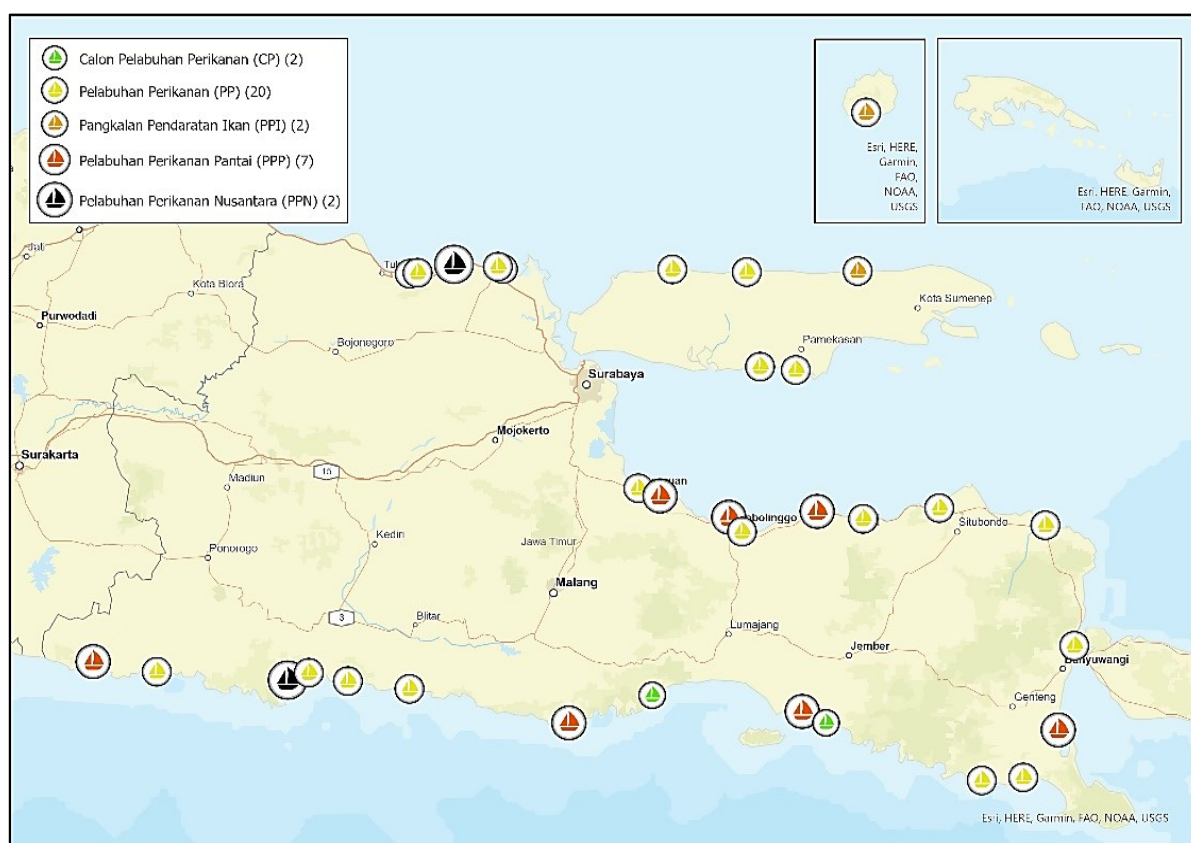 Calon Pelabuhan Perikanan (CP) (2)
Pelabuhan Perikanan (PP) (20)
Pangkalan Pendaratan Ikan (PPI) (2)
Pelabuhan Perikanan Pantai (PPP) (7)
Pelabuhan Perikanan Nusantara (PPN) (2)
Esri, HERE,
Garmin,
FAO,
NOAA,
USGS
Esri, HERE, Garmin,
FAO, NOAA, USGS
Kota Blora
Kota Sumenep
Purwodadi
Bojonegoro
Pamekasan
Surabaya
Mojokerto
Surakarta
Madiun
15
Situbondo
Ponorogo
Kediri
Jawa Timur
Malang
3
Blitar
Lumajang
Jember
Banyuwangi
Genteng
Esri, HERE, Garmin, FAO, NOAA, USGS